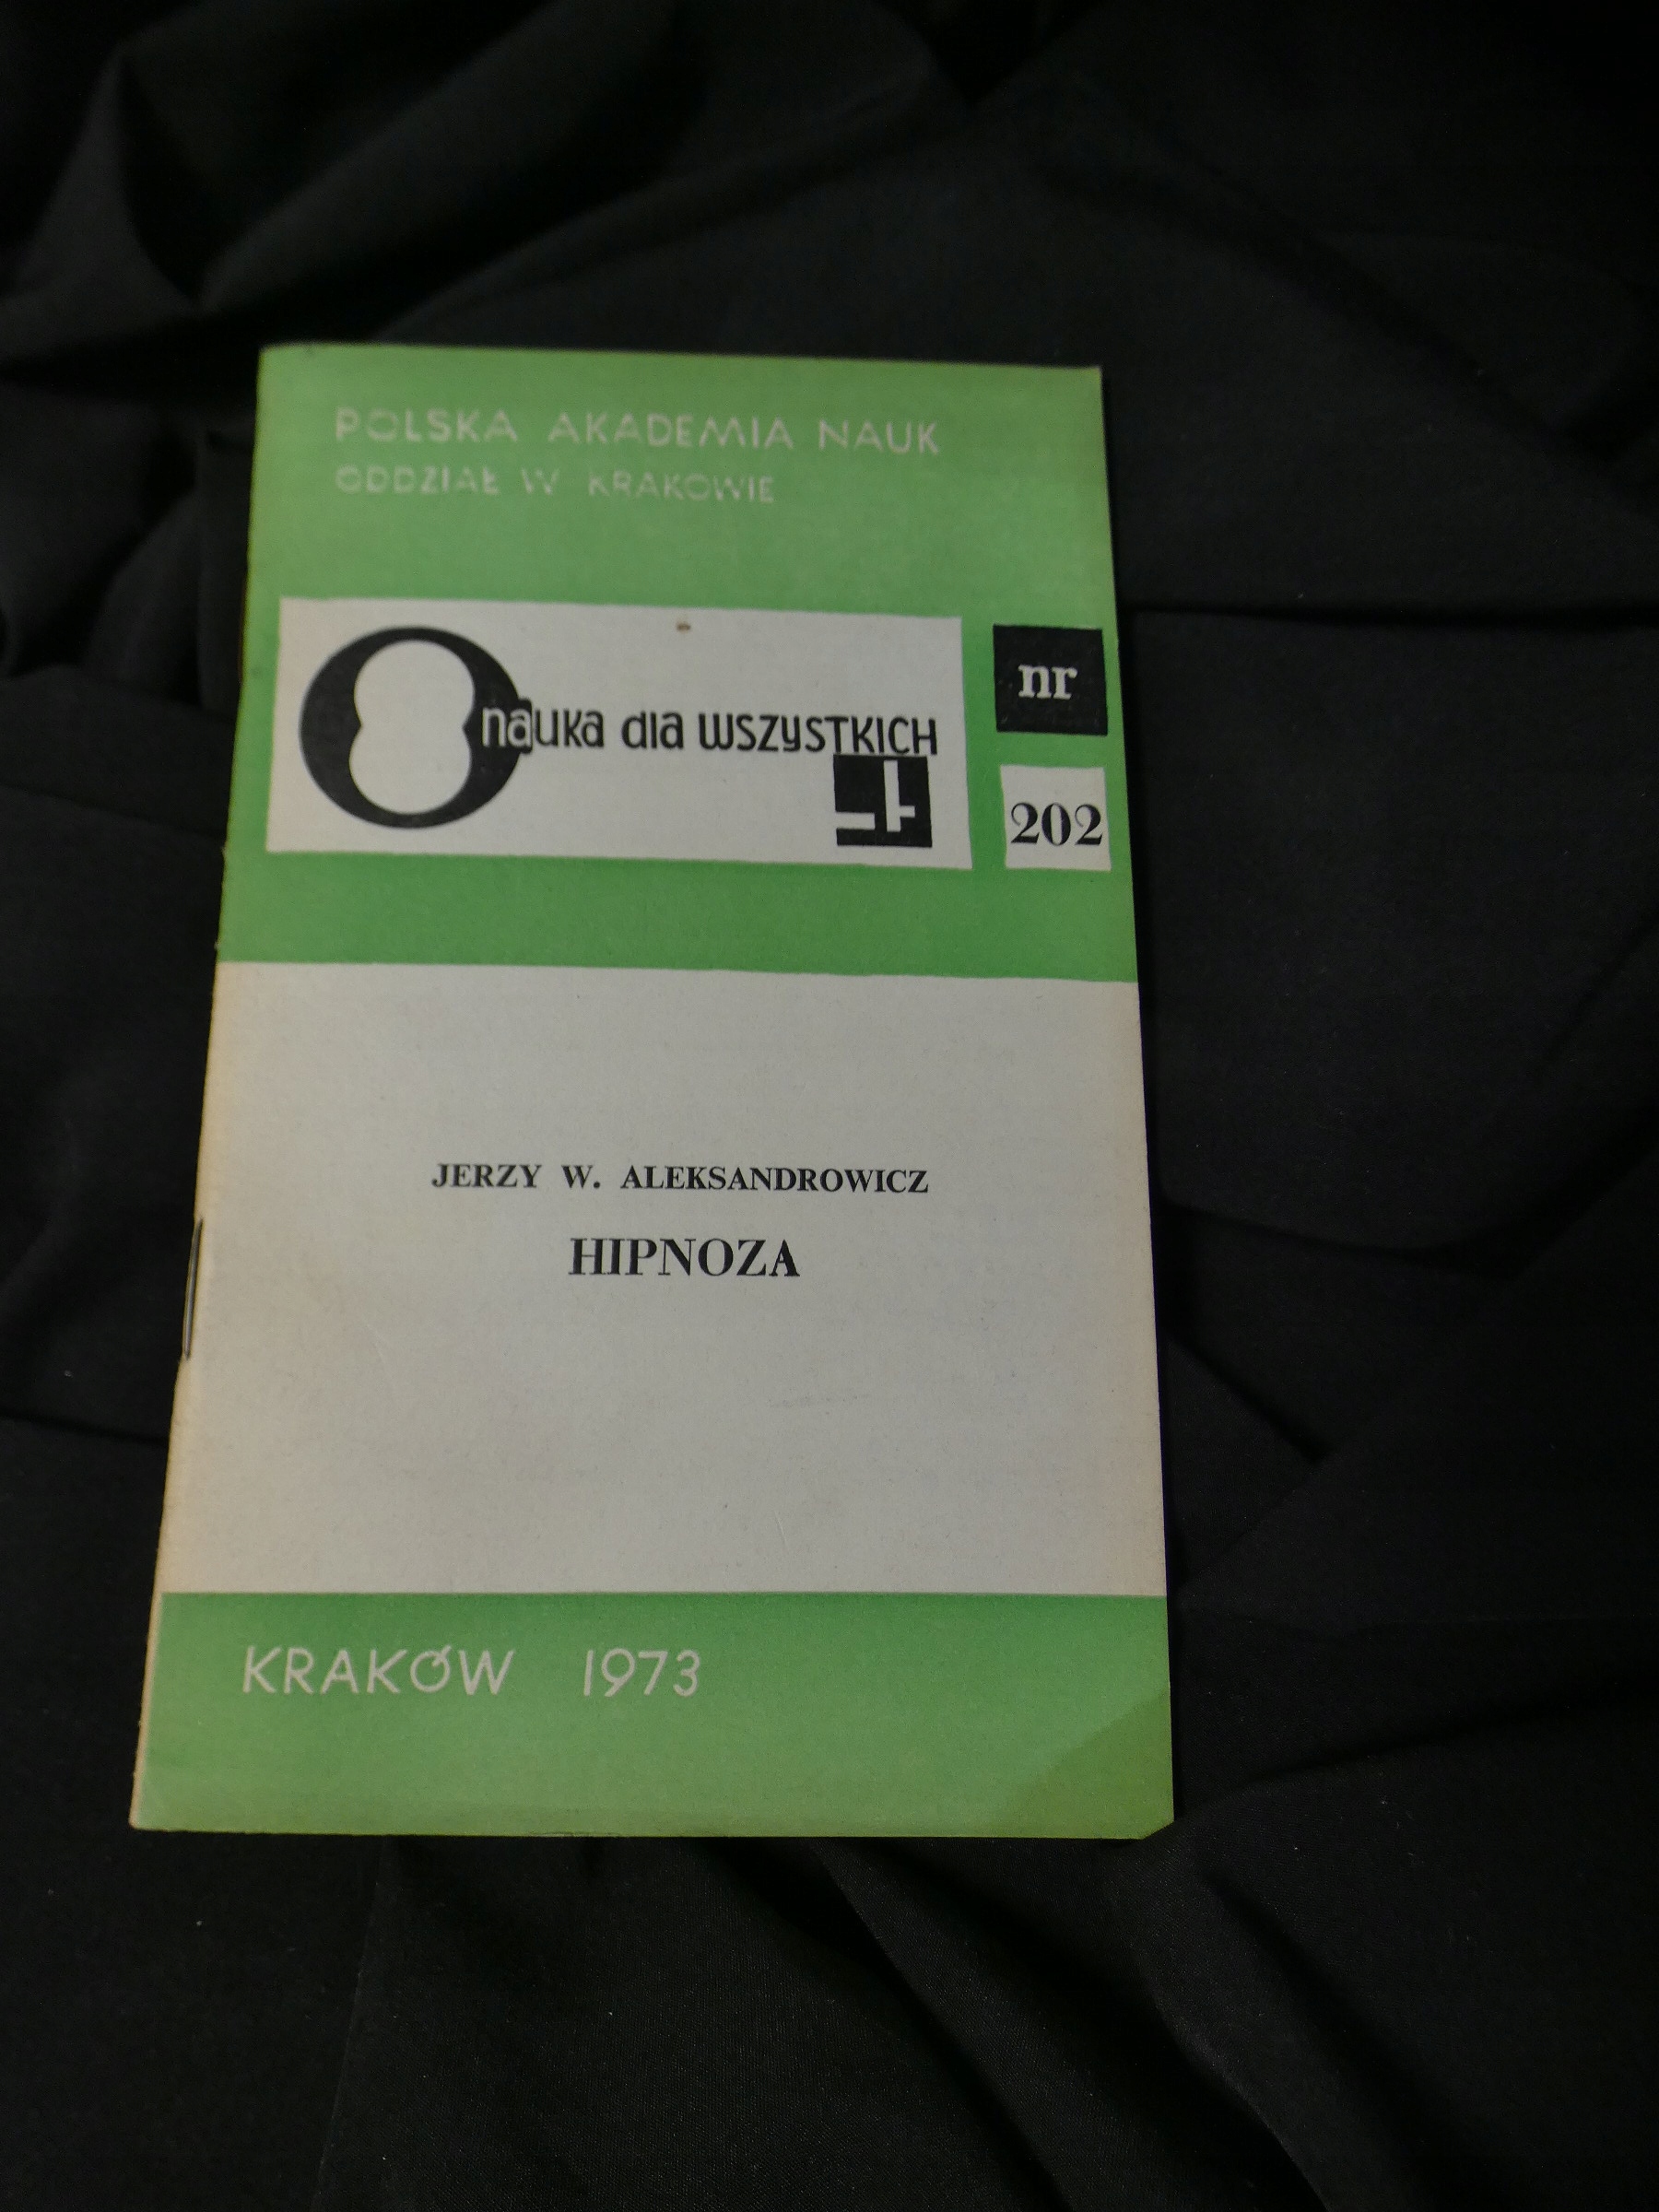 POLSKA AKADEMIA NAUK
ODDZIAŁ W KRAKOWIE
nauka dla wszystkich
nr
202
JERZY W. ALEKSANDROWICZ
HIPNOZA
KRAKÓW 1973